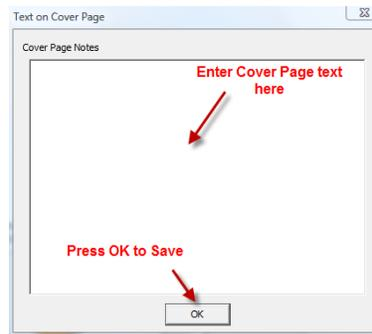 Text on Cover Page
Cover Page Notes
Enter Cover Page text
here
Press OK to Save
OK